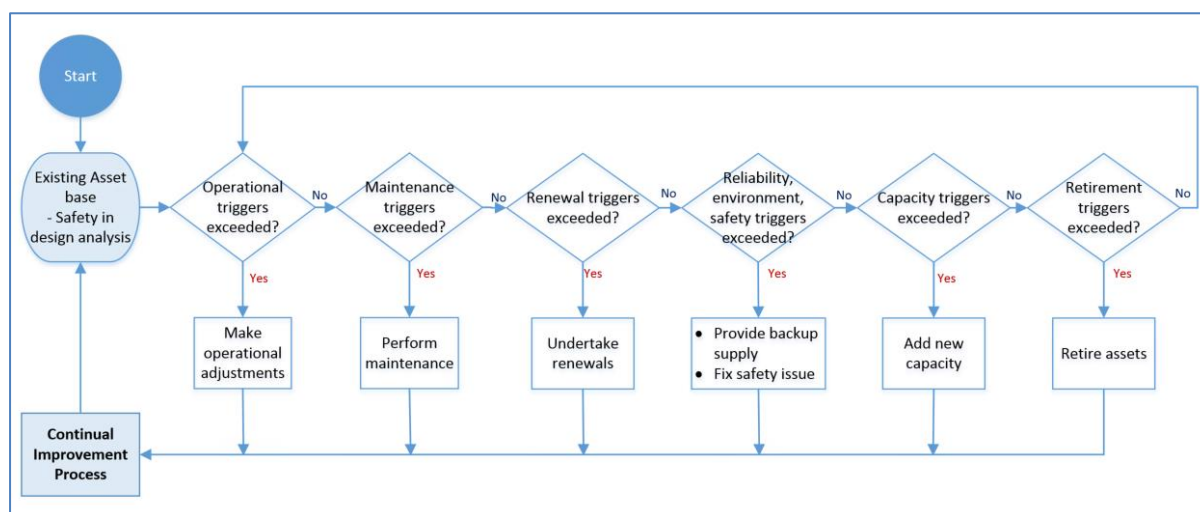 Start
Existing Asset
base
- Safety in
design analysis
Operational
triggers
exceeded?
No
Maintenance
triggers
exceeded?
No
Renewal triggers
exceeded?
No
Reliability,
environment,
safety triggers
exceeded?
No
Capacity triggers
exceeded?
No
Retirement
triggers
exceeded?
No
Yes
Yes
Yes
Yes
Yes
Yes
Make
operational
adjustments
Perform
maintenance
Undertake
renewals
• Provide backup
supply
• Fix safety issue
Add new
capacity
Retire assets
Continual
Improvement
Process